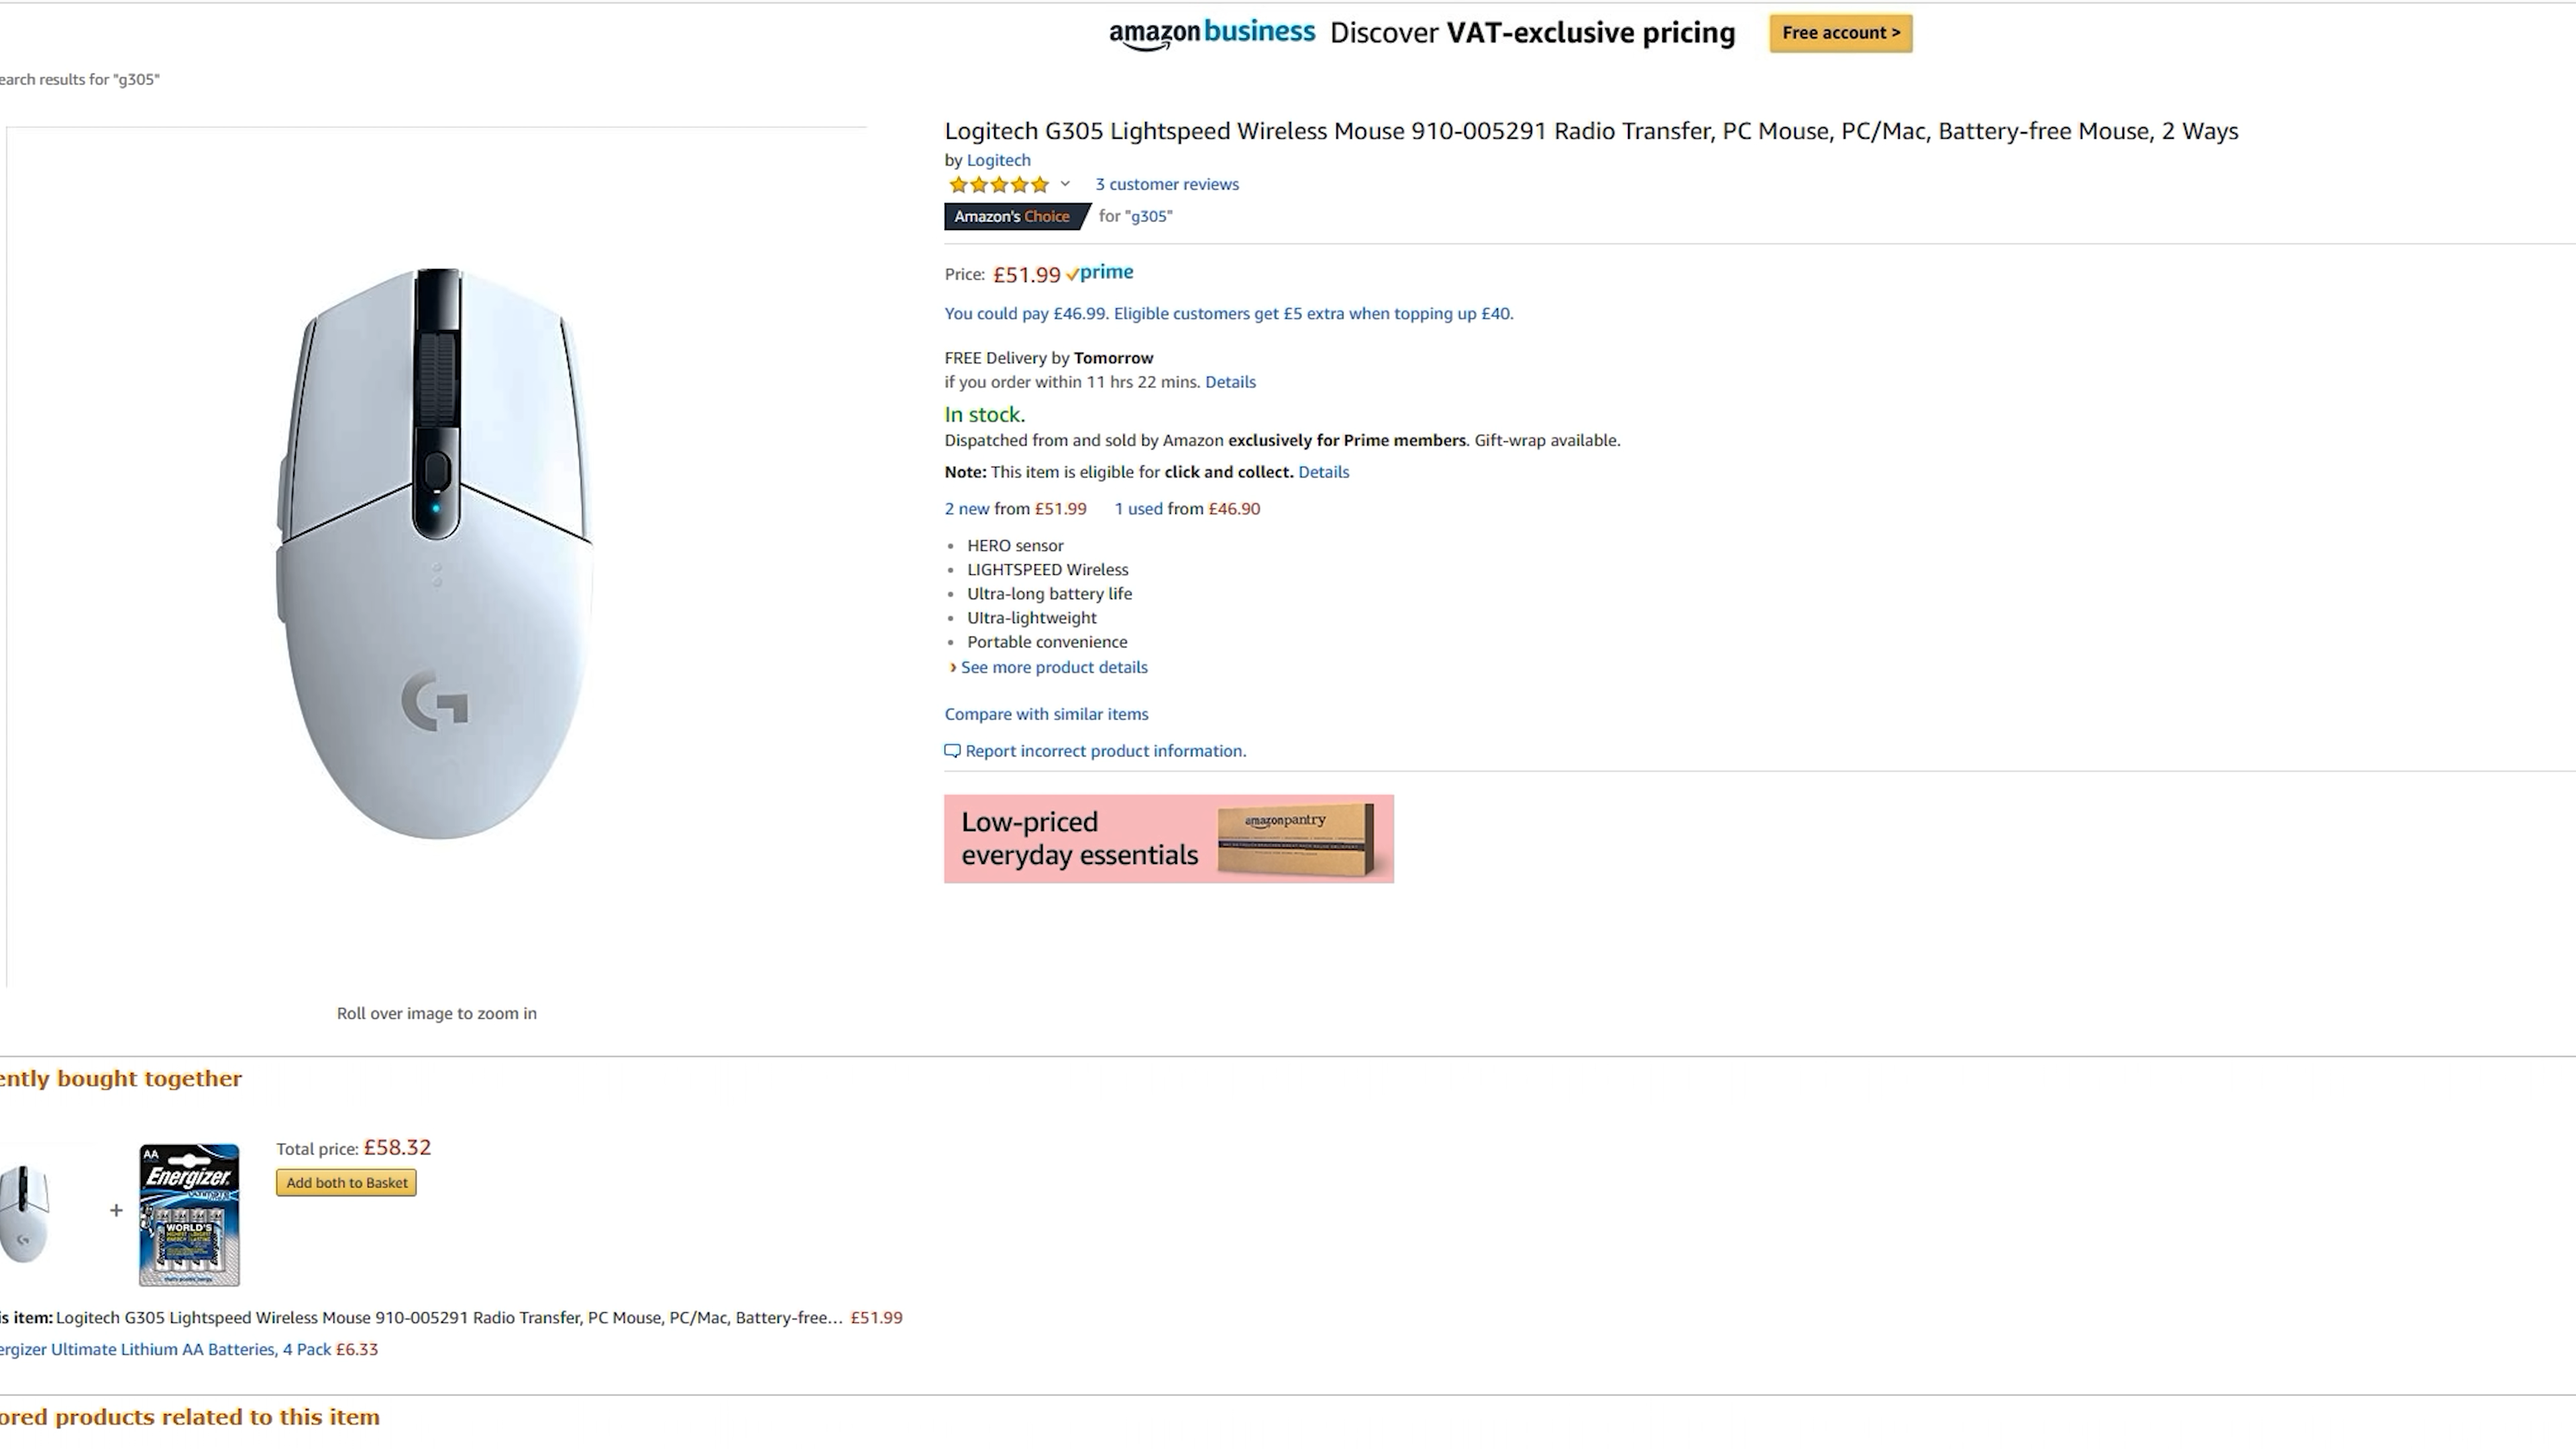 amazon business Discover VAT-exclusive pricing Free account >
earch results for "g305"
Logitech G305 Lightspeed Wireless Mouse 910-005291 Radio Transfer, PC Mouse, PC/Mac, Battery-free Mouse, 2 Ways
by Logitech
3 customer reviews
Amazon's Choice for "g305"
Price: £51.99 prime
You could pay £46.99. Eligible customers get £5 extra when topping up £40.
FREE Delivery by Tomorrow
if you order within 11 hrs 22 mins. Details
In stock.
Dispatched from and sold by Amazon exclusively for Prime members. Gift-wrap available.
Note: This item is eligible for click and collect. Details
2 new from £51.99 1 used from £46.90
• HERO sensor
• LIGHTSPEED Wireless
• Ultra-long battery life
• Ultra-lightweight
• Portable convenience
› See more product details
Compare with similar items
Report incorrect product information.
Low-priced
everyday essentials
amazonpantry
G
Roll over image to zoom in
ently bought together
AA
Energizer
ULTIMATE
WORLD'S
+
Total price: £58.32
Add both to Basket
is item: Logitech G305 Lightspeed Wireless Mouse 910-005291 Radio Transfer, PC Mouse, PC/Mac, Battery-free... £51.99
ergizer Ultimate Lithium AA Batteries, 4 Pack £6.33
ored products related to this item